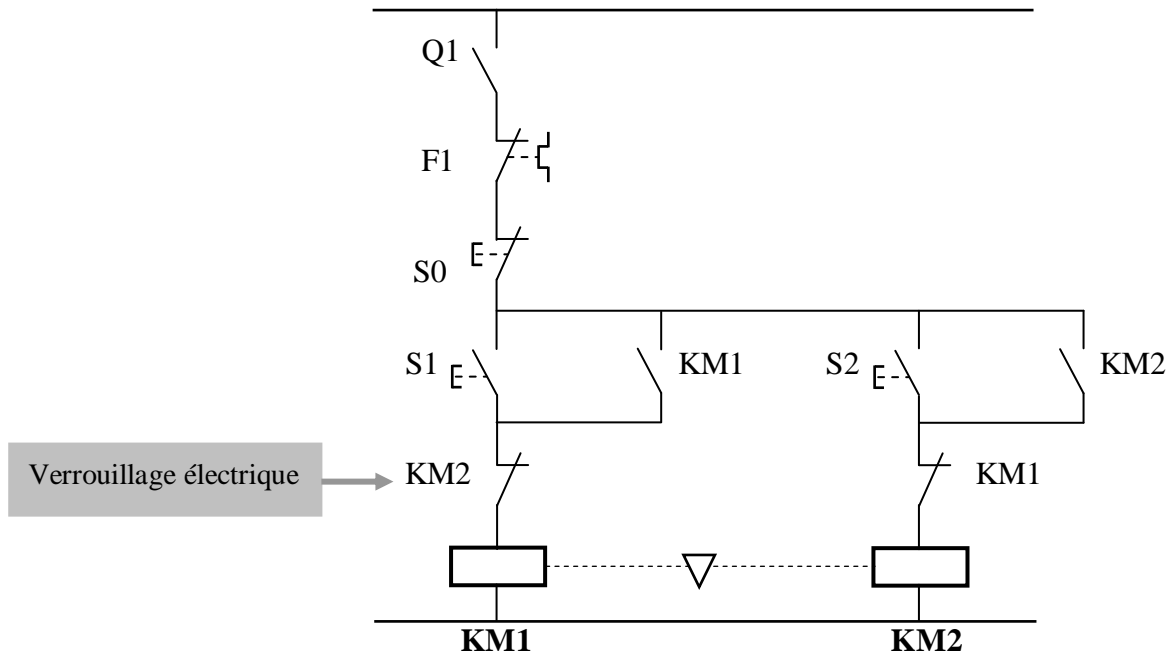 Q1
F1
S0
S1
KM1
S2
KM2
Verrouillage électrique
KM2
KM1
KM1
KM2